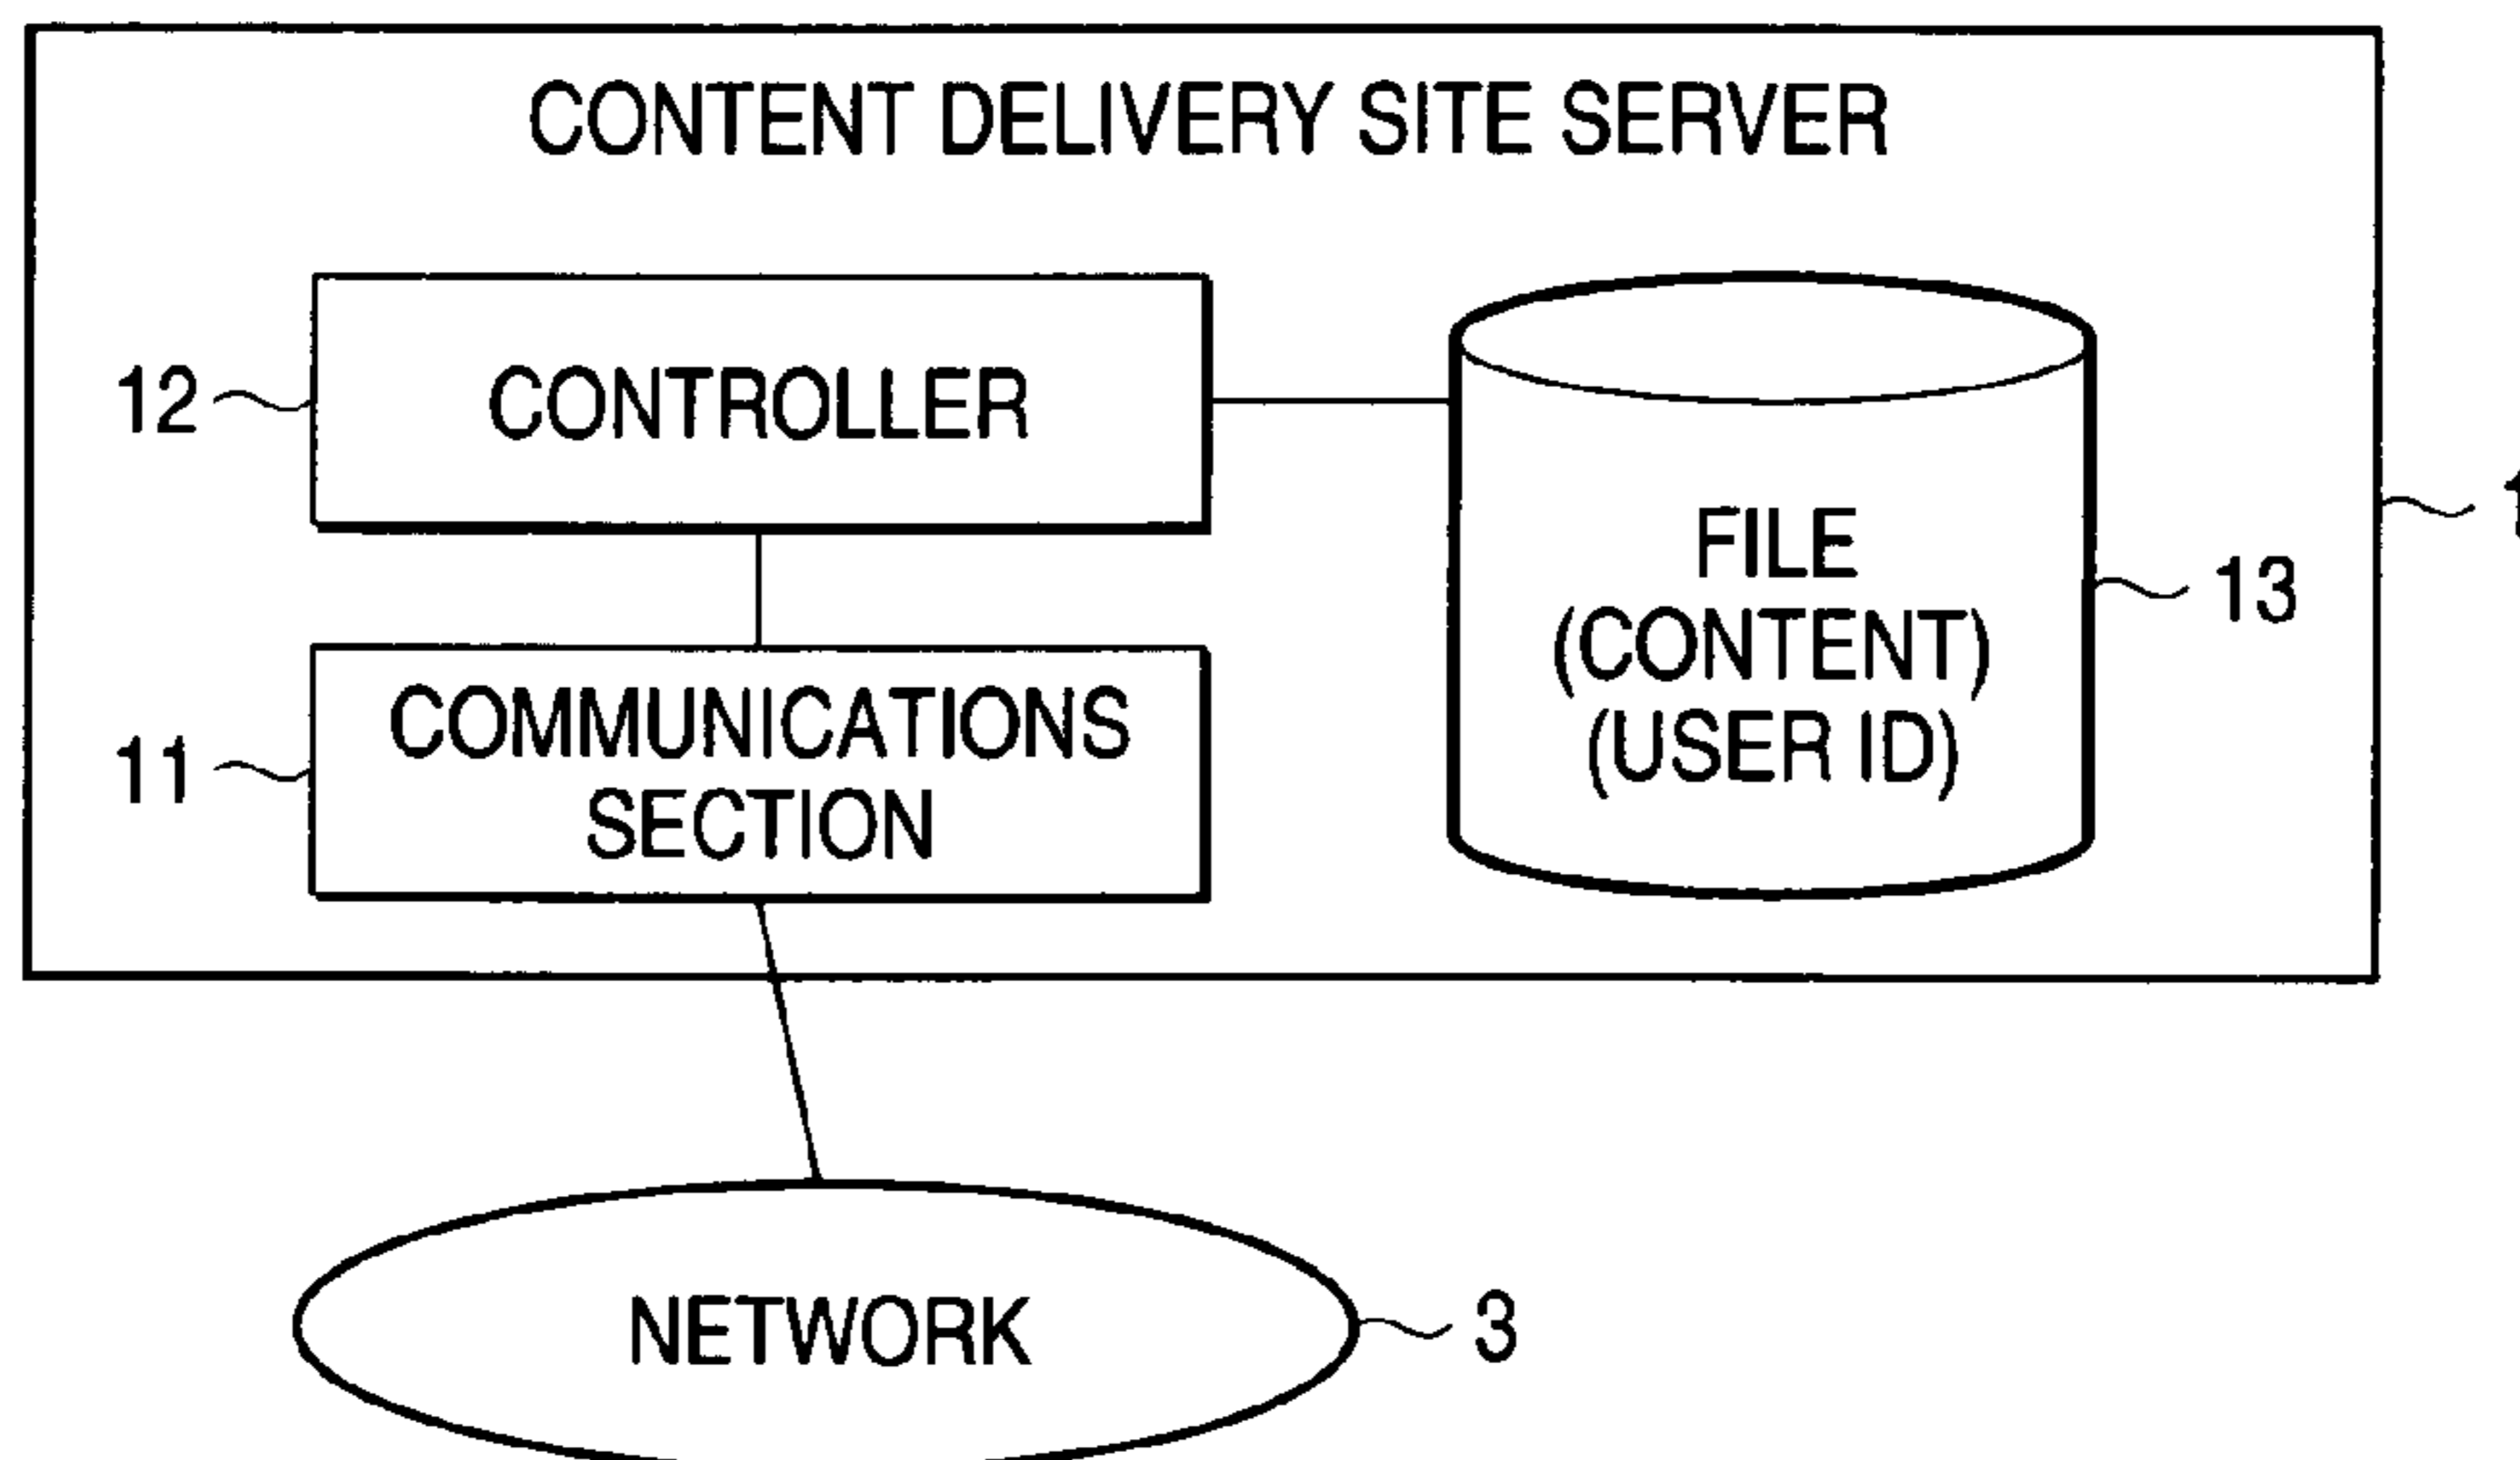 CONTENT DELIVERY SITE SERVER
12
CONTROLLER
FILE
(CONTENT)
(USER ID)
13
11
COMMUNICATIONS
SECTION
NETWORK
3